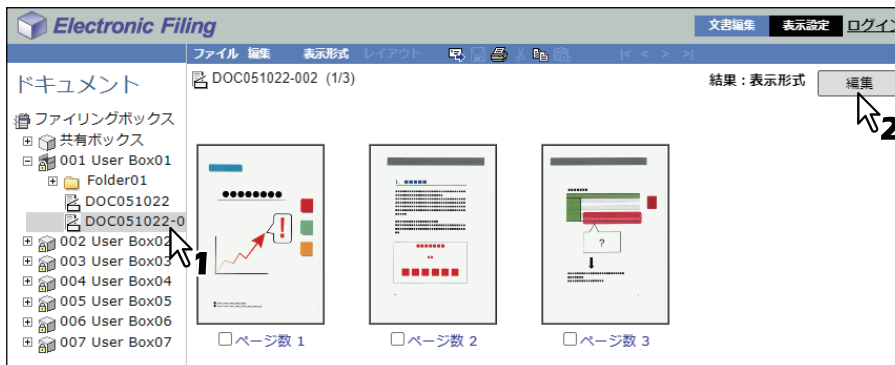 Electronic Filing
文書編集 表示設定 ログイン
ファイル 編集 表示形式 レイアウト |< < > >|
ドキュメント
DOC051022-002 (1/3)
結果：表示形式 編集
2
ファイリングボックス
共有ボックス
001 User Box01
Folder01
DOC051022
DOC051022-0
1
002 User Box02
003 User Box03
004 User Box04
005 User Box05
006 User Box06
007 User Box07
!
?
ページ数 1
ページ数 2
ページ数 3